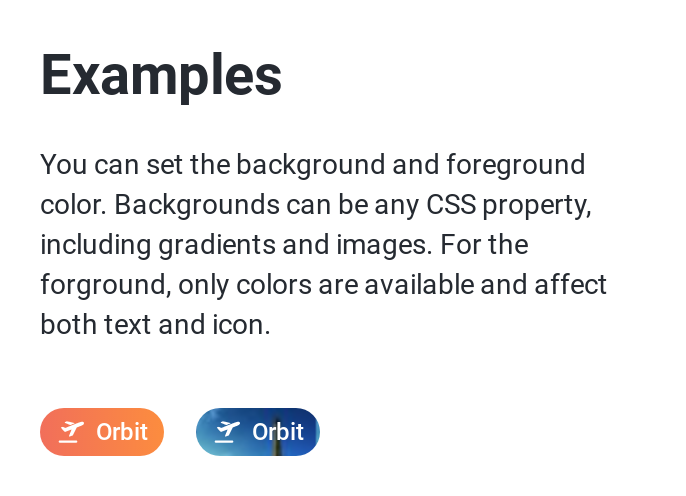 Examples
You can set the background and foreground
color. Backgrounds can be any CSS property,
including gradients and images. For the
forground, only colors are available and affect
both text and icon.
Orbit Orbit